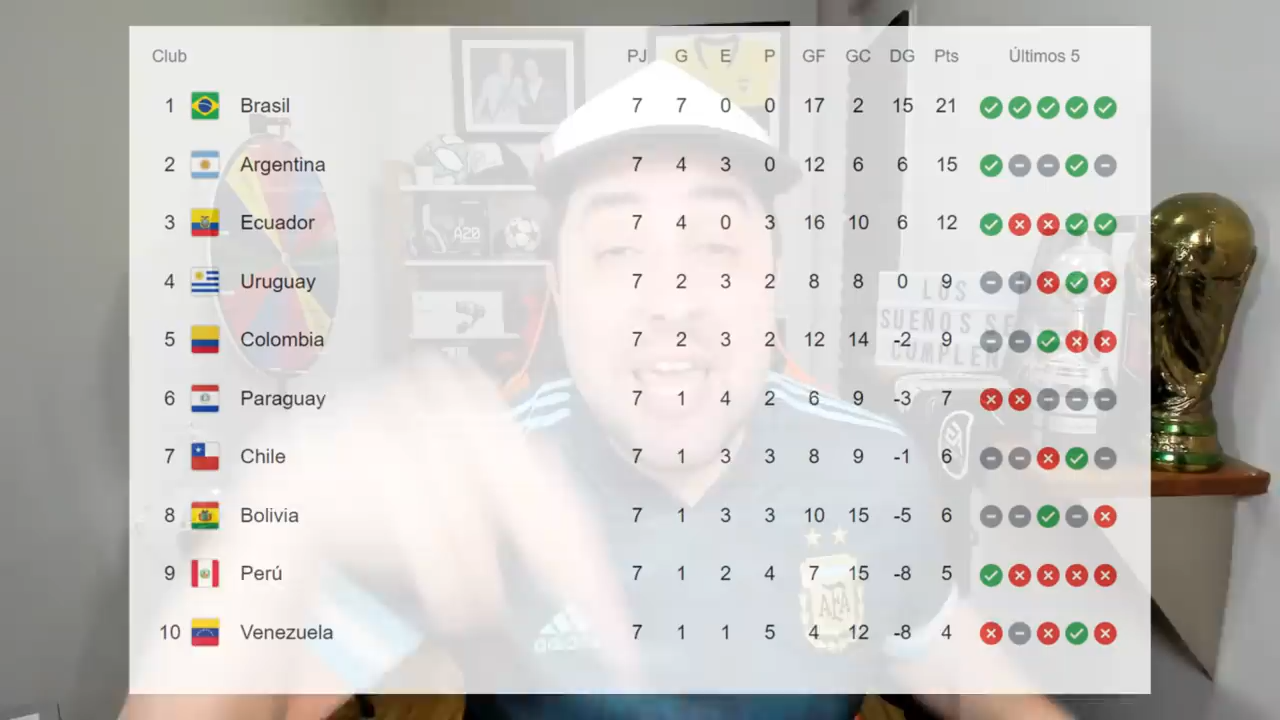 Club PJ G E P GF GC DG Pts Últimos 5
1 Brasil 7 7 0 0 17 2 15 21
2 Argentina 7 4 3 0 12 6 6 15
3 Ecuador 7 4 0 3 16 10 6 12
4 Uruguay 7 2 3 2 8 8 0 9
5 Colombia 7 2 3 2 12 14 -2 9
6 Paraguay 7 1 4 2 6 9 -3 7
7 Chile 7 1 3 3 8 9 -1 6
8 Bolivia 7 1 3 3 10 15 -5 6
9 Perú 7 1 2 4 7 15 -8 5
10 Venezuela 7 1 1 5 4 12 -8 4
A20
LOS
SUEÑOS SE
CUMPLEN
AFA
adidas